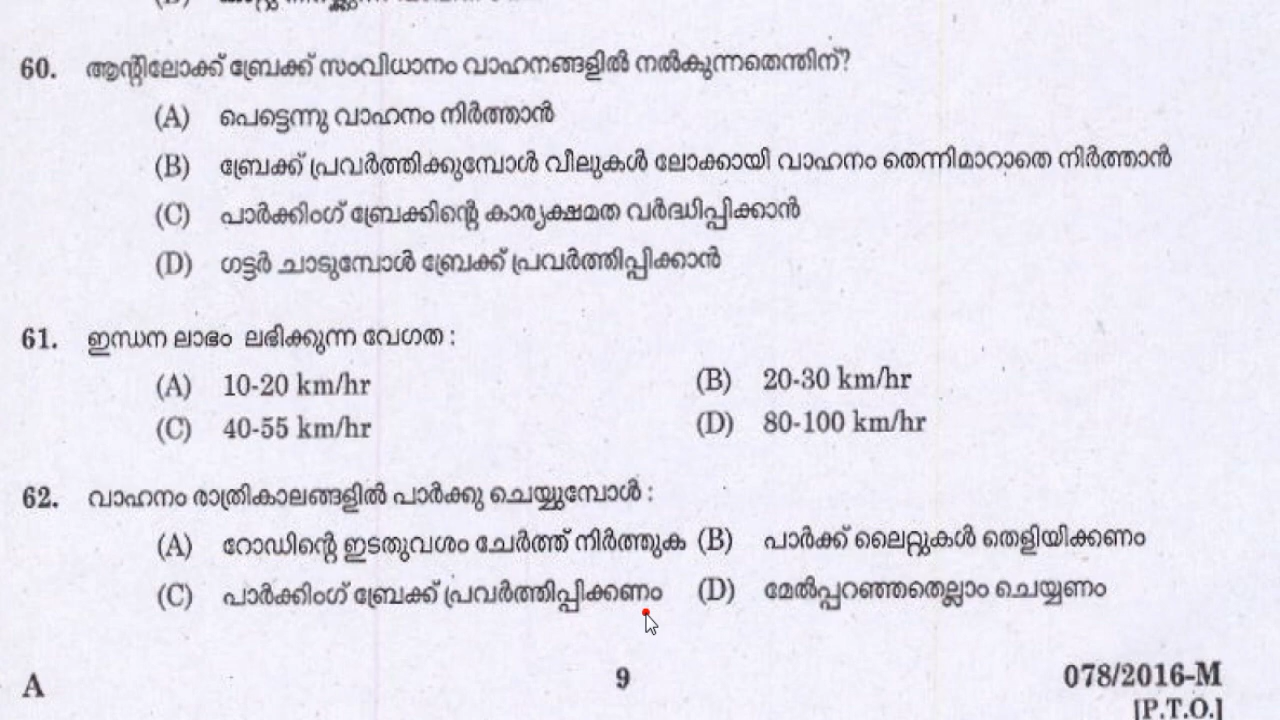 60. ആന്റിലോക്ക് ബ്രേക്ക് സംവിധാനം വാഹനങ്ങളിൽ നൽകുന്നതെന്തിന്?
(A) പെട്ടെന്നു വാഹനം നിർത്താൻ
(B) ബ്രേക്ക് പ്രവർത്തിക്കുമ്പോൾ വീലുകൾ ലോക്കായി വാഹനം തെന്നിമാറാതെ നിർത്താൻ
(C) പാർക്കിംഗ് ബ്രേക്കിന്റെ കാര്യക്ഷമത വർദ്ധിപ്പിക്കാൻ
(D) ഗട്ടർ ചാടുമ്പോൾ ബ്രേക്ക് പ്രവർത്തിപ്പിക്കാൻ
61. ഇന്ധന ലാഭം ലഭിക്കുന്ന വേഗത :
(A) 10-20 km/hr (B) 20-30 km/hr
(C) 40-55 km/hr (D) 80-100 km/hr
62. വാഹനം രാത്രികാലങ്ങളിൽ പാർക്കു ചെയ്യുമ്പോൾ :
(A) റോഡിന്റെ ഇടതുവശം ചേർത്ത് നിർത്തുക (B) പാർക്ക് ലൈറ്റുകൾ തെളിയിക്കണം
(C) പാർക്കിംഗ് ബ്രേക്ക് പ്രവർത്തിപ്പിക്കണം (D) മേൽപ്പറഞ്ഞതെല്ലാം ചെയ്യണം
A 9 078/2016-M
[P.T.O.]